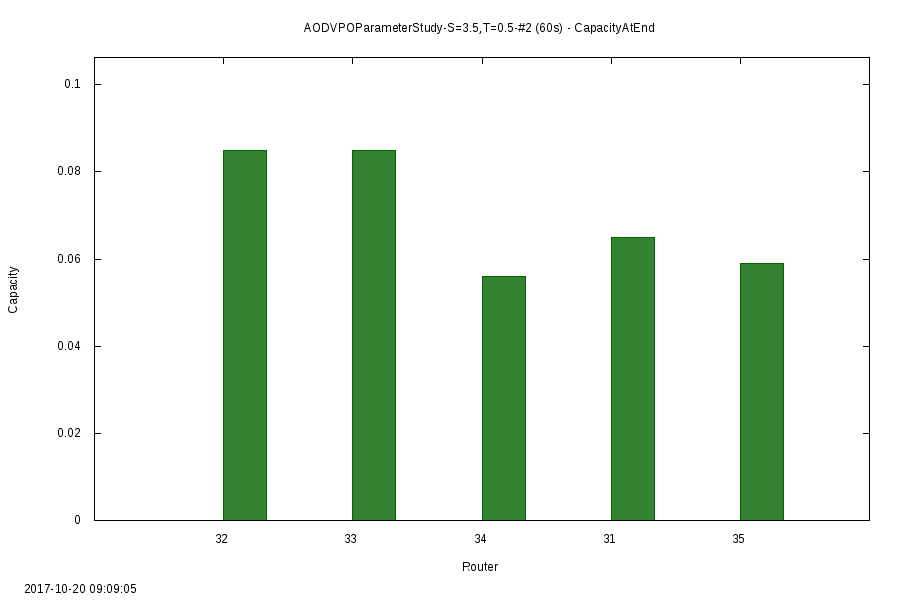 AODVPOParameterStudy-S=3.5,T=0.5-#2 (60s) - CapacityAtEnd
0.1
0.08
0.06
0.04
0.02
0
Capacity
32 33 34 31 35
Router
2017-10-20 09:09:05